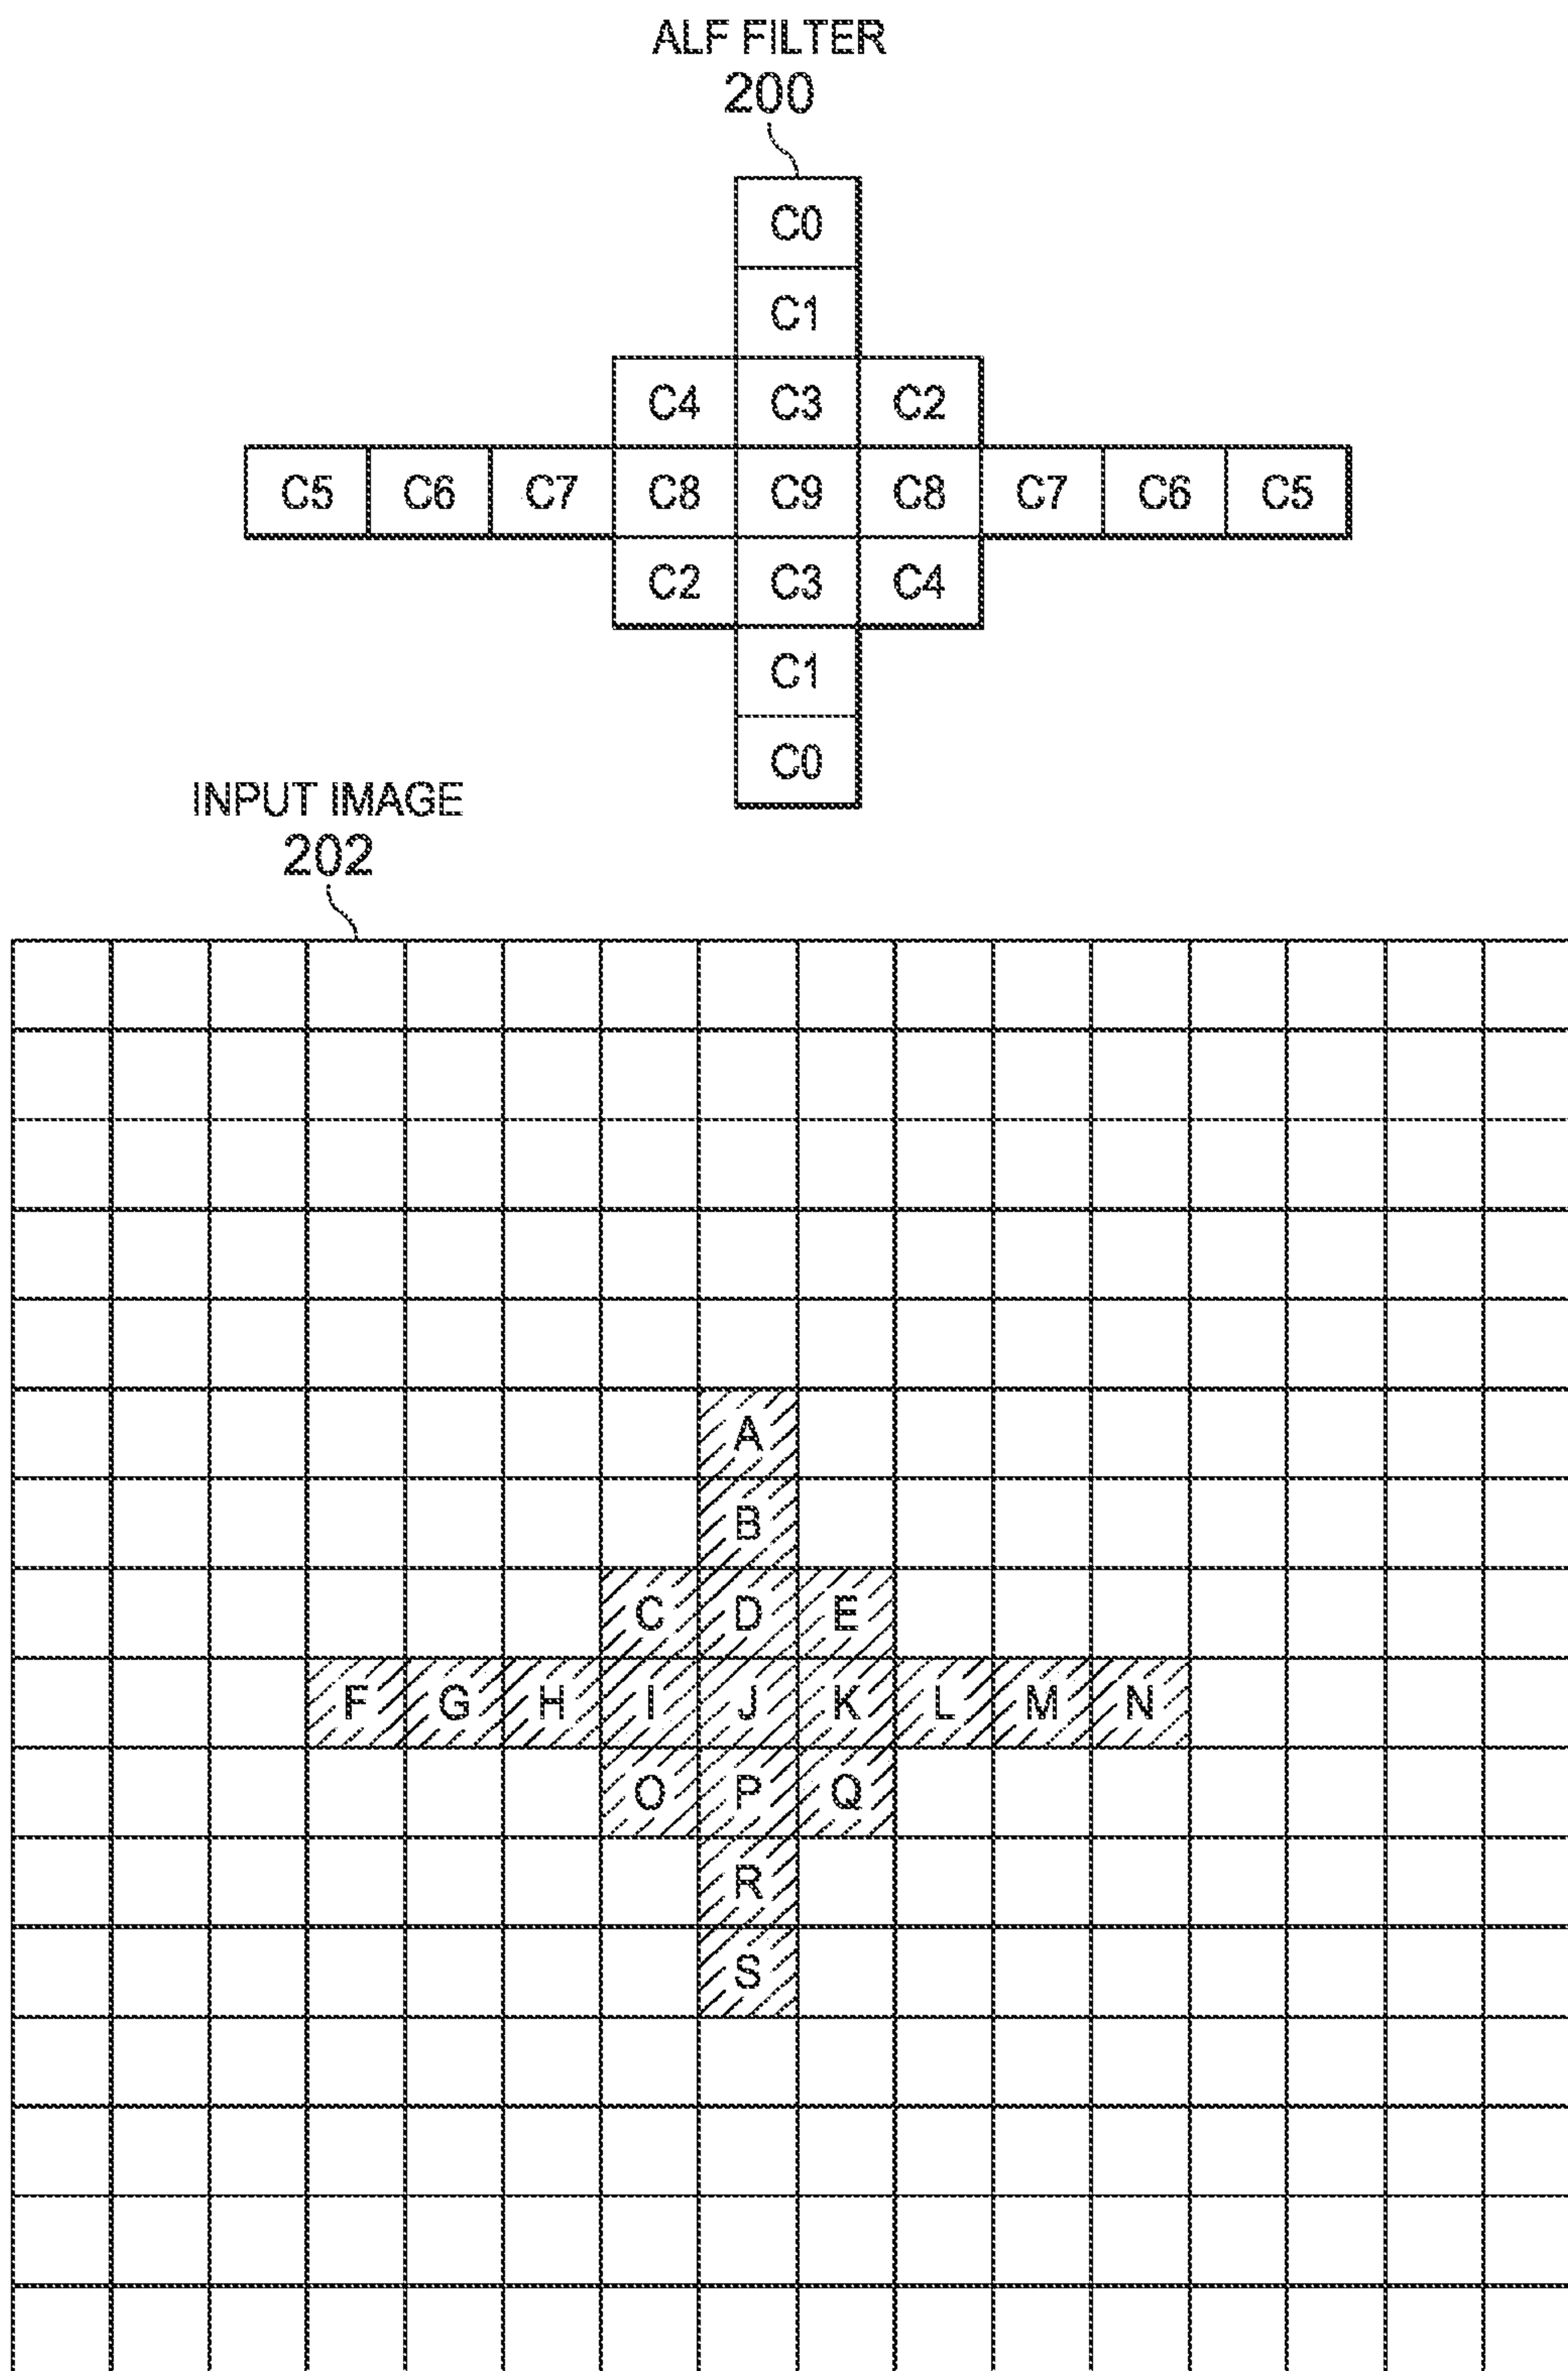 ALF FILTER
200
C0
C1
C4 C3 C2
C5 C6 C7 C8 C9 C8 C7 C6 C5
C2 C3 C4
C1
C0
INPUT IMAGE
202
A
B
C D E
F G H I J K L M N
O P Q
R
S